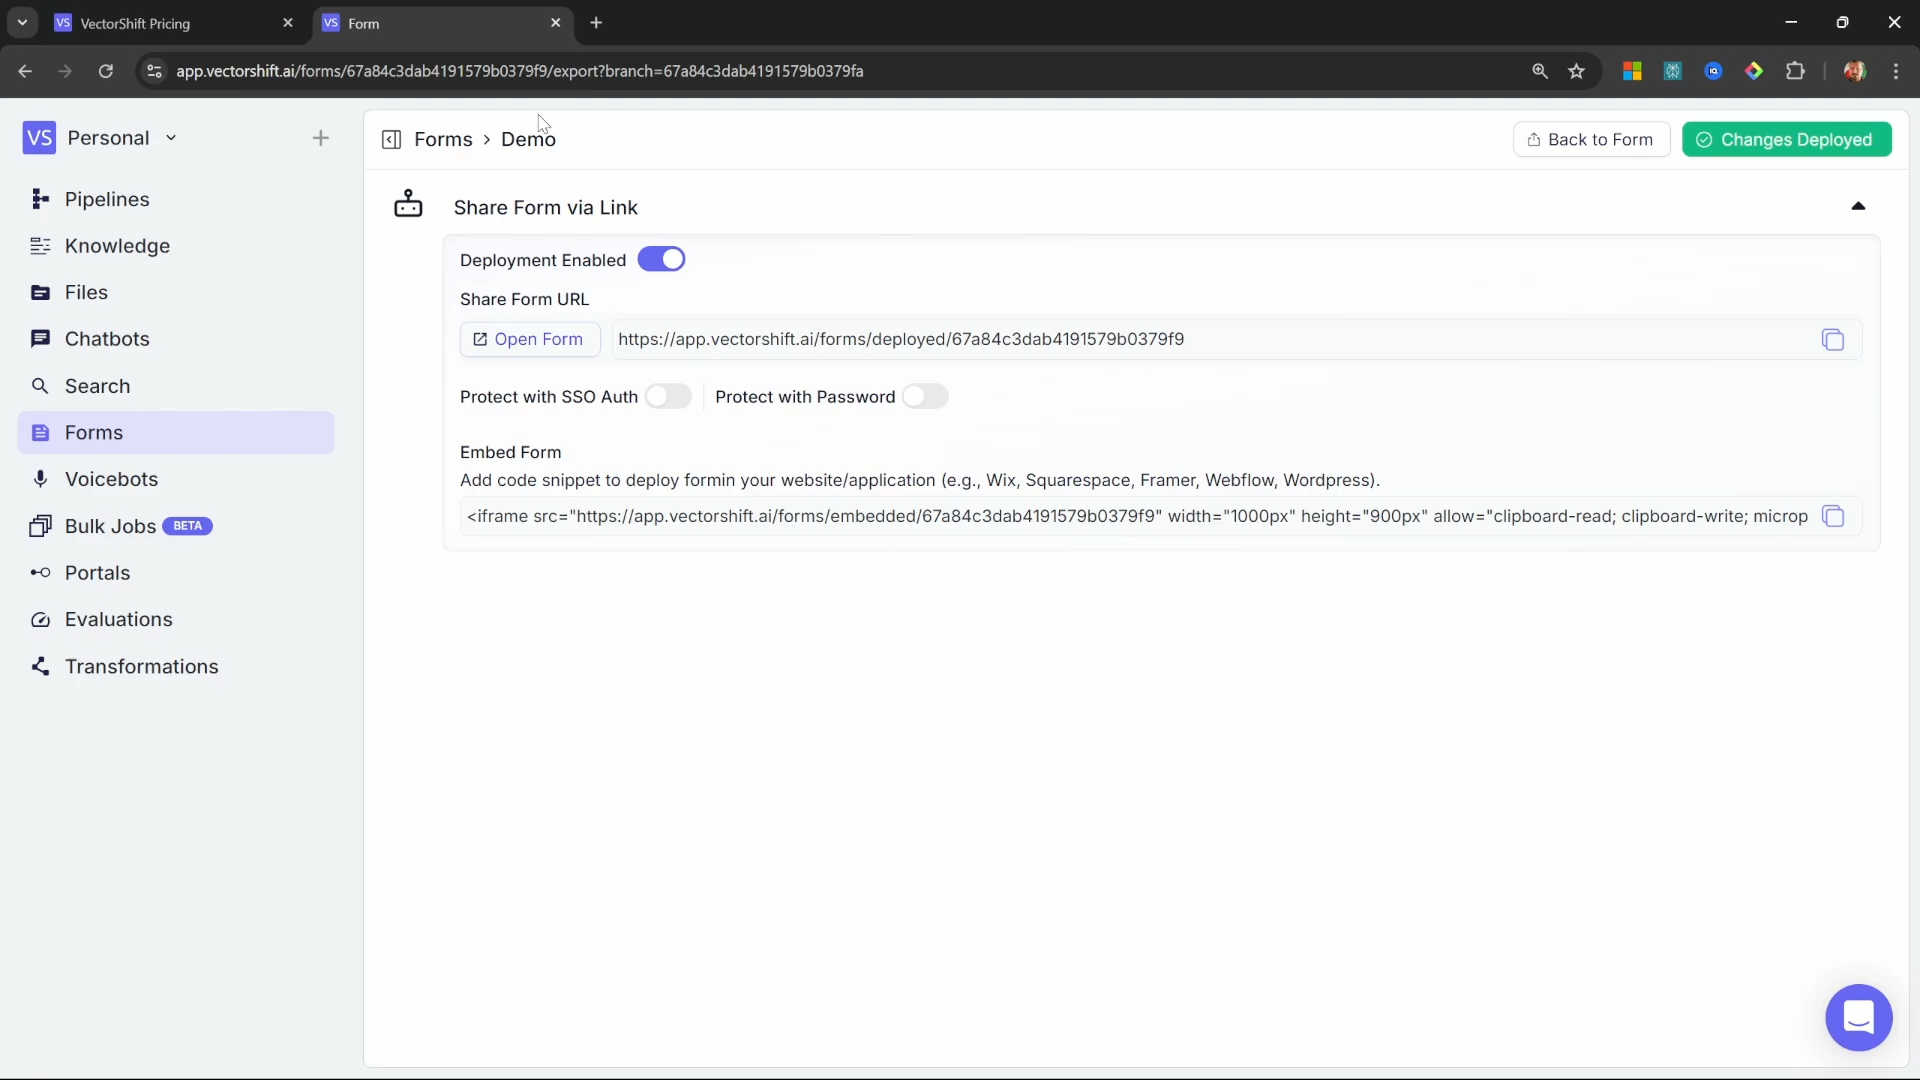 VS VectorShift Pricing
VS Form
app.vectorshift.ai/forms/67a84c3dab4191579b0379f9/export?branch=67a84c3dab4191579b0379fa
VS Personal
Forms > Demo
Back to Form
Changes Deployed
Pipelines
Knowledge
Files
Chatbots
Search
Forms
Voicebots
Bulk Jobs BETA
Portals
Evaluations
Transformations
Share Form via Link
Deployment Enabled
Share Form URL
Open Form
https://app.vectorshift.ai/forms/deployed/67a84c3dab4191579b0379f9
Protect with SSO Auth
Protect with Password
Embed Form
Add code snippet to deploy formin your website/application (e.g., Wix, Squarespace, Framer, Webflow, Wordpress).
<iframe src="https://app.vectorshift.ai/forms/embedded/67a84c3dab4191579b0379f9" width="1000px" height="900px" allow="clipboard-read; clipboard-write; microp